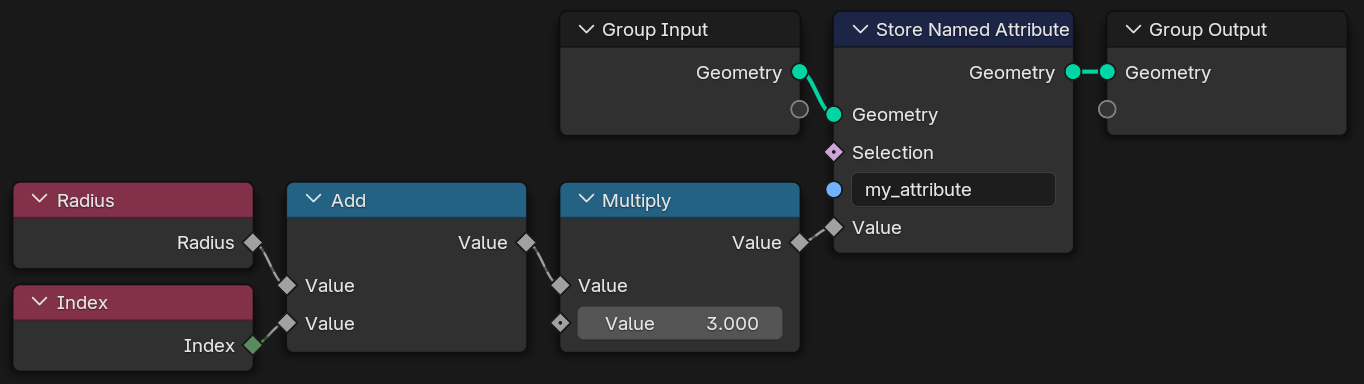 Group Input
Geometry
Store Named Attribute
Geometry
Geometry
Selection
my_attribute
Value
Group Output
Geometry
Radius
Radius
Index
Index
Add
Value
Value
Value
Multiply
Value
Value
Value 3.000